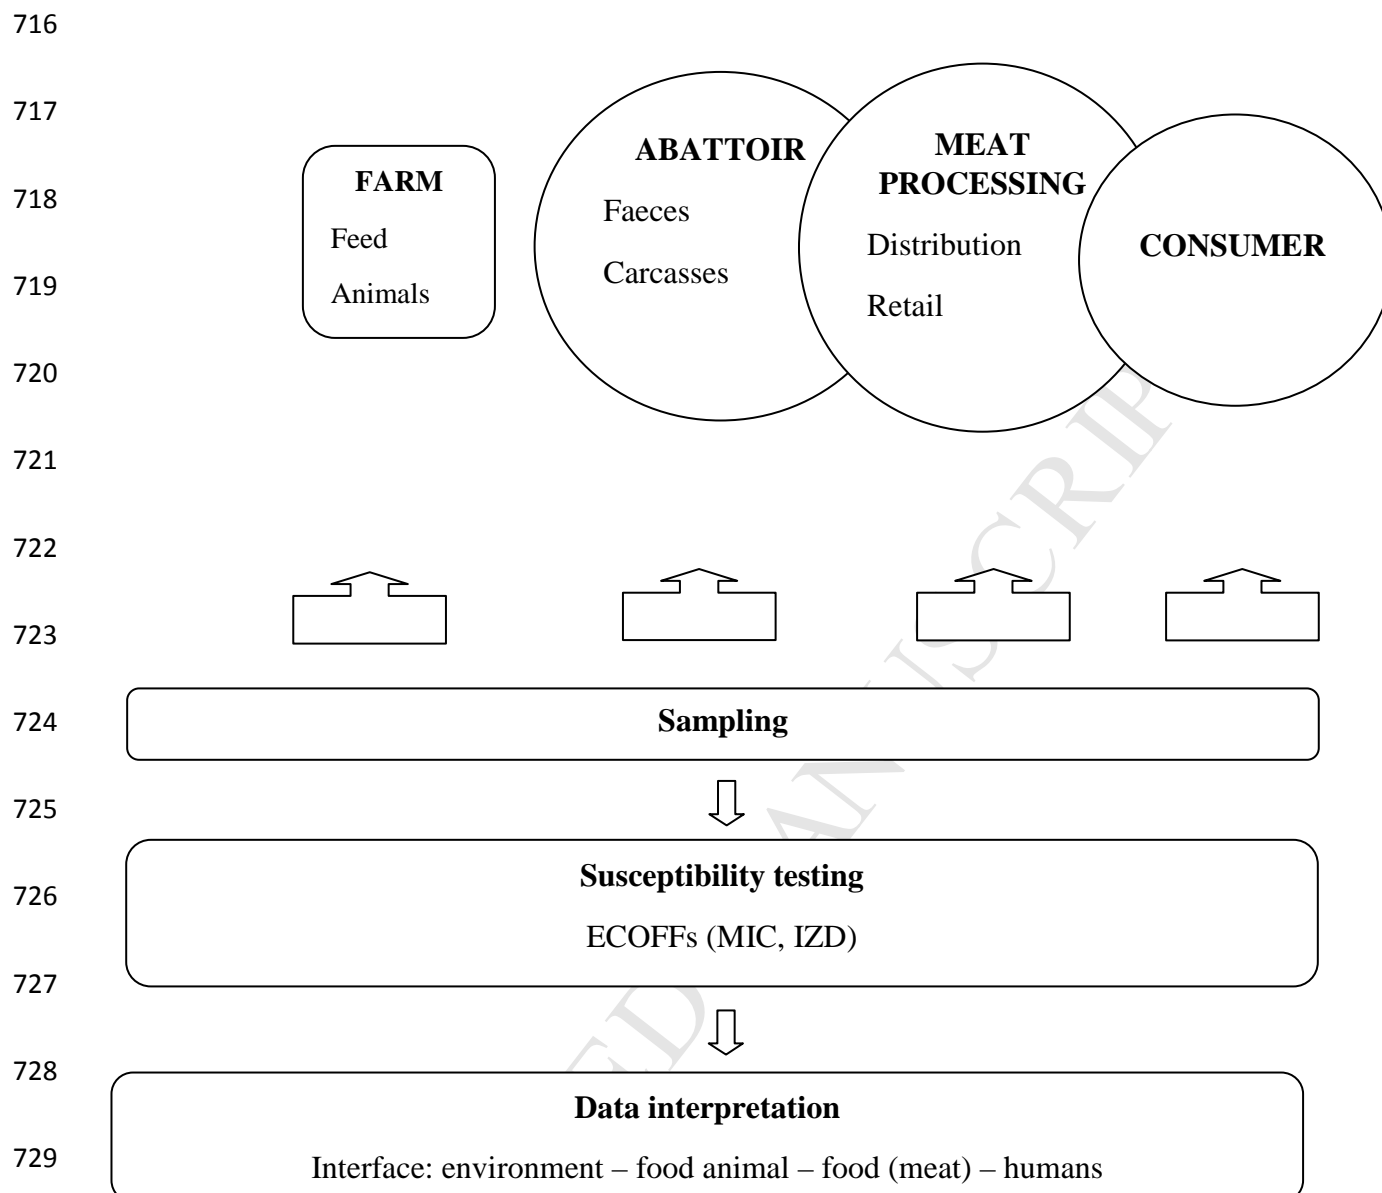 716
717
718
719
720
721
722
723
724
725
726
727
728
729
FARM
Feed
Animals
ABATTOIR
Faeces
Carcasses
MEAT
PROCESSING
Distribution
Retail
CONSUMER
Sampling
Susceptibility testing
ECOFFs (MIC, IZD)
Data interpretation
Interface: environment – food animal – food (meat) – humans